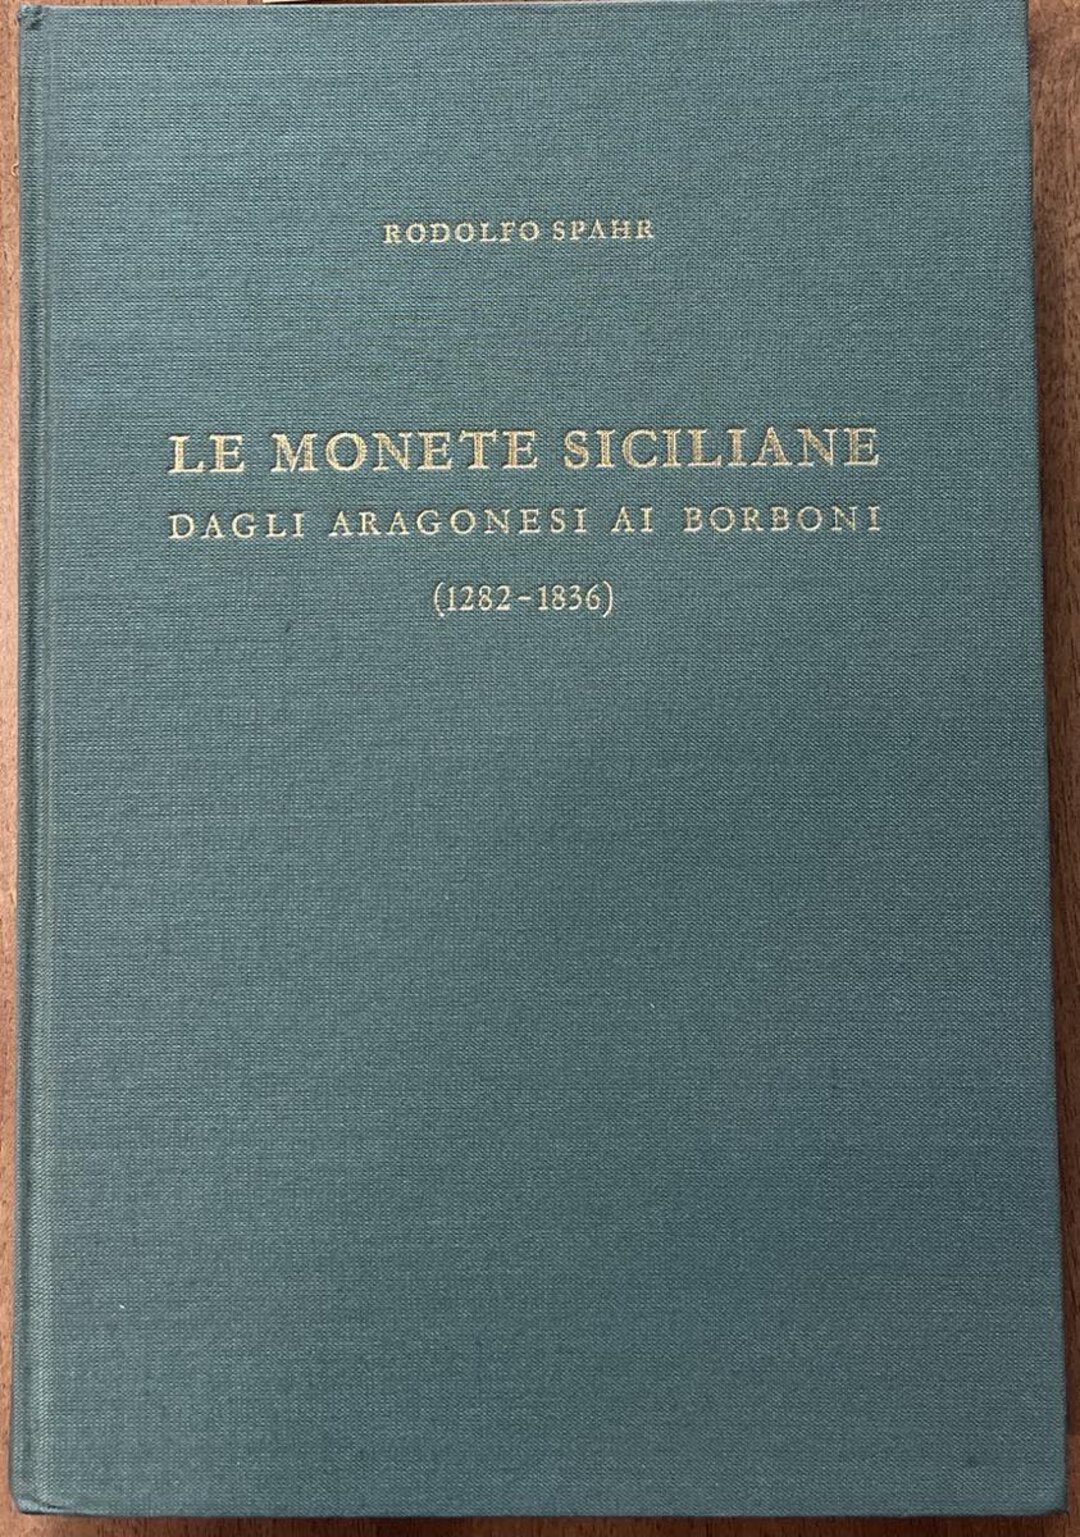 RODOLFO SPAHR
LE MONETE SICILIANE
DAGLI ARAGONESI AI BORBONI
(1282-1836)